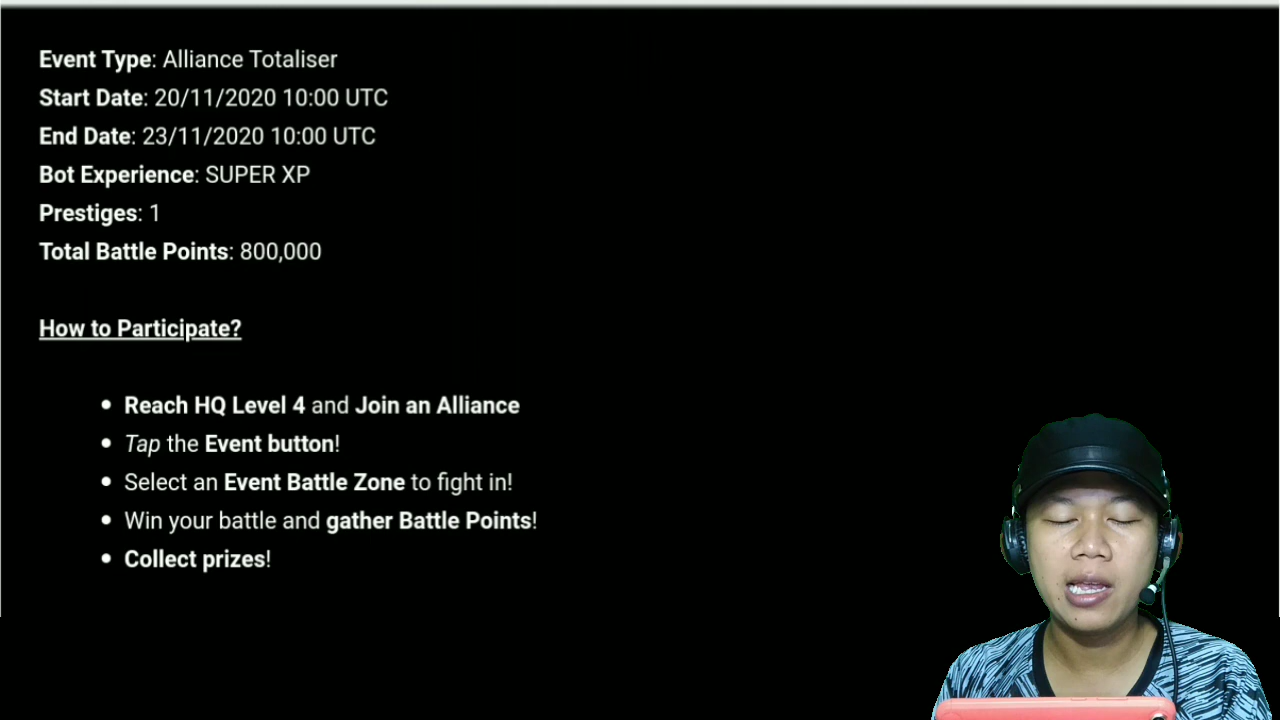 Event Type: Alliance Totaliser
Start Date: 20/11/2020 10:00 UTC
End Date: 23/11/2020 10:00 UTC
Bot Experience: SUPER XP
Prestiges: 1
Total Battle Points: 800,000
How to Participate?
• Reach HQ Level 4 and Join an Alliance
• Tap the Event button!
• Select an Event Battle Zone to fight in!
• Win your battle and gather Battle Points!
• Collect prizes!